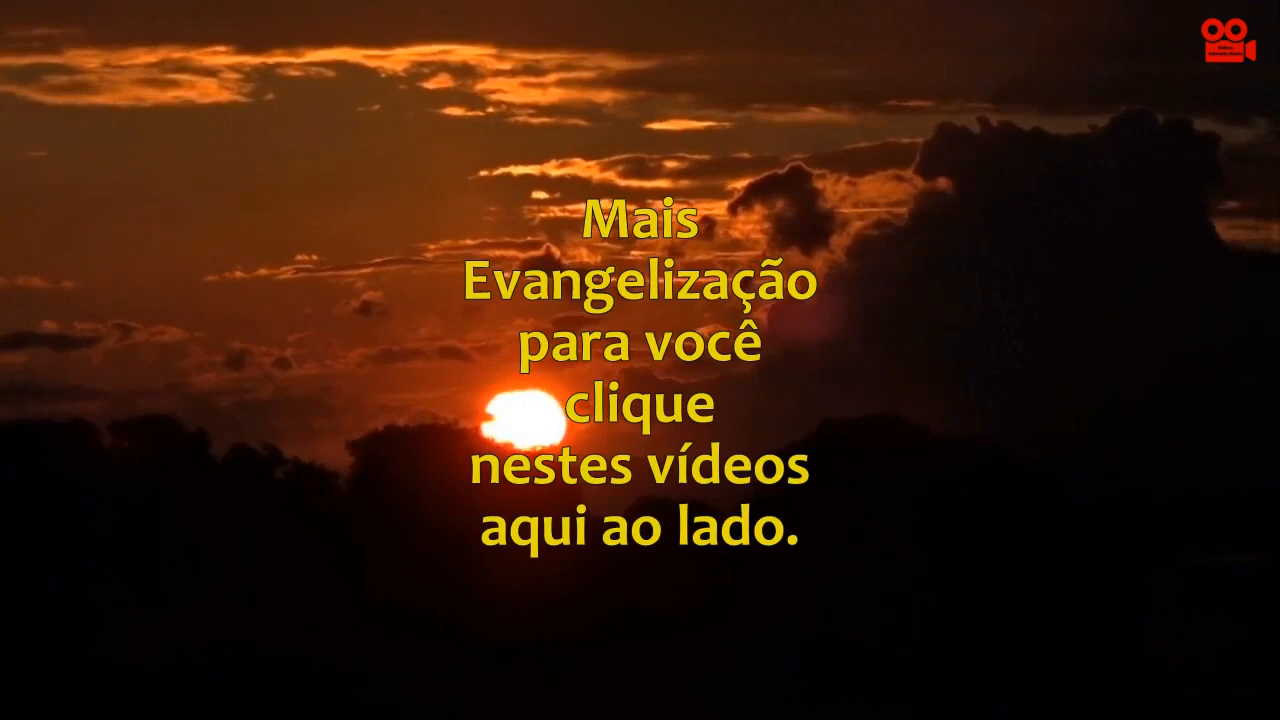 Mais
Evangelização
para você
clique
nestes vídeos
aqui ao lado.